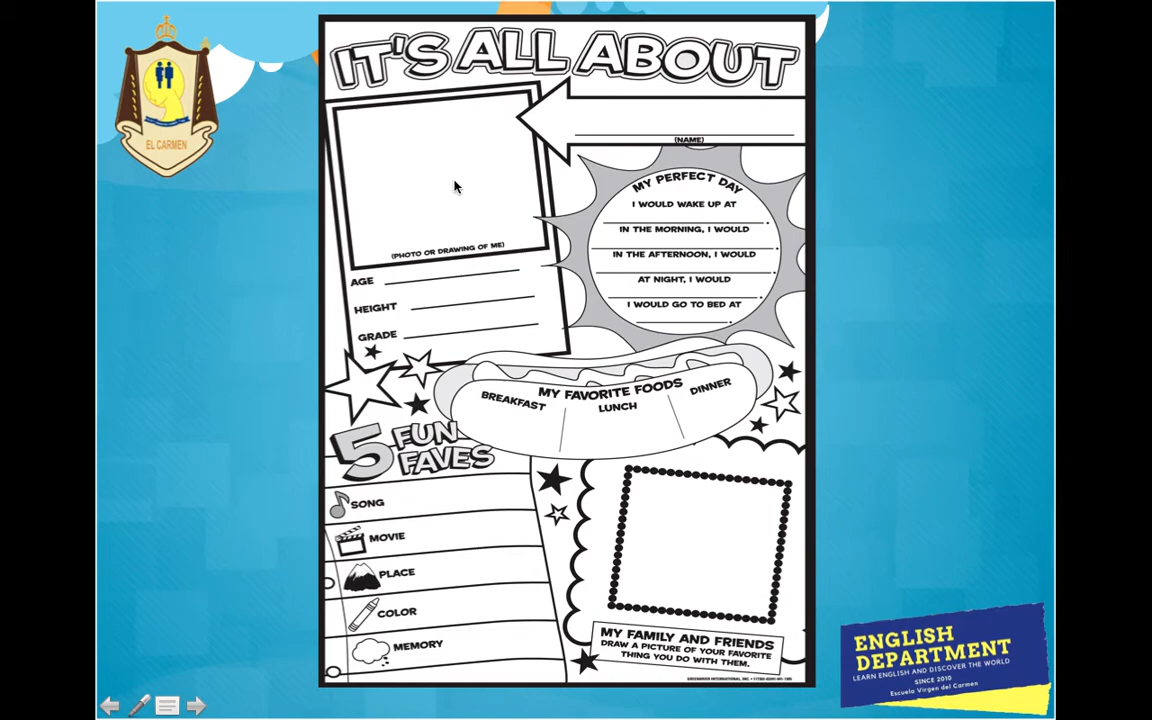 EL CARMEN
IT'S ALL ABOUT
(NAME)
(PHOTO OR DRAWING OF ME)
AGE
HEIGHT
GRADE
MY PERFECT DAY
I WOULD WAKE UP AT
.
IN THE MORNING, I WOULD
.
IN THE AFTERNOON, I WOULD
.
AT NIGHT, I WOULD
.
I WOULD GO TO BED AT
.
MY FAVORITE FOODS
BREAKFAST
LUNCH
DINNER
5 FUN
FAVES
SONG
MOVIE
PLACE
COLOR
MEMORY
MY FAMILY AND FRIENDS
DRAW A PICTURE OF YOUR FAVORITE
THING YOU DO WITH THEM.
ENGLISH
DEPARTMENT
LEARN ENGLISH AND DISCOVER THE WORLD
SINCE 2010
Escuela Virgen del Carmen